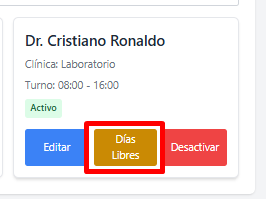 Dr. Cristiano Ronaldo
Clínica: Laboratorio
Turno: 08:00 - 16:00
Activo
Editar
Días
Libres
Desactivar